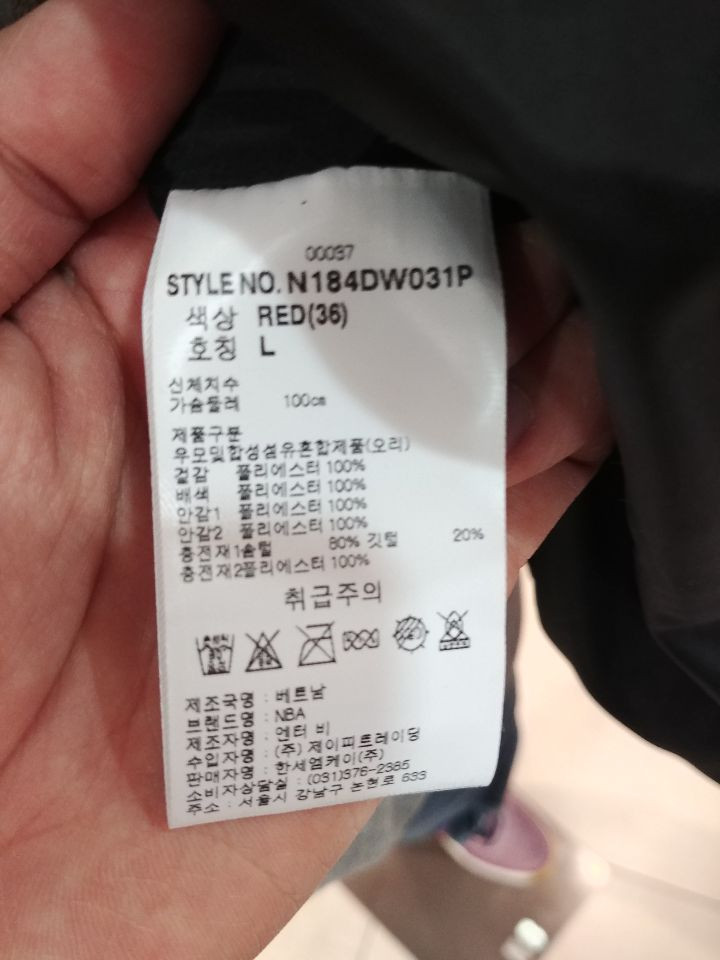 00037
STYLE NO. N184DW031P
색상 RED(36)
호칭 L
신체치수
가슴둘레 100cm
제품구분
우모및합성섬유혼합제품(오리)
겉감 폴리에스터 100%
배색 폴리에스터 100%
안감1 폴리에스터 100%
안감2 폴리에스터 100%
충전재1솜털 80% 깃털 20%
충전재2폴리에스터 100%
취급주의
제조국명 : 베트남
브랜드명 : NBA
제조자명 : 엔터 비
수입자명 : (주) 제이피트레이딩
판매자명 : 한세엠케이(주)
소비자상담실 : (031)376-2385
주소 : 서울시 강남구 논현로 633